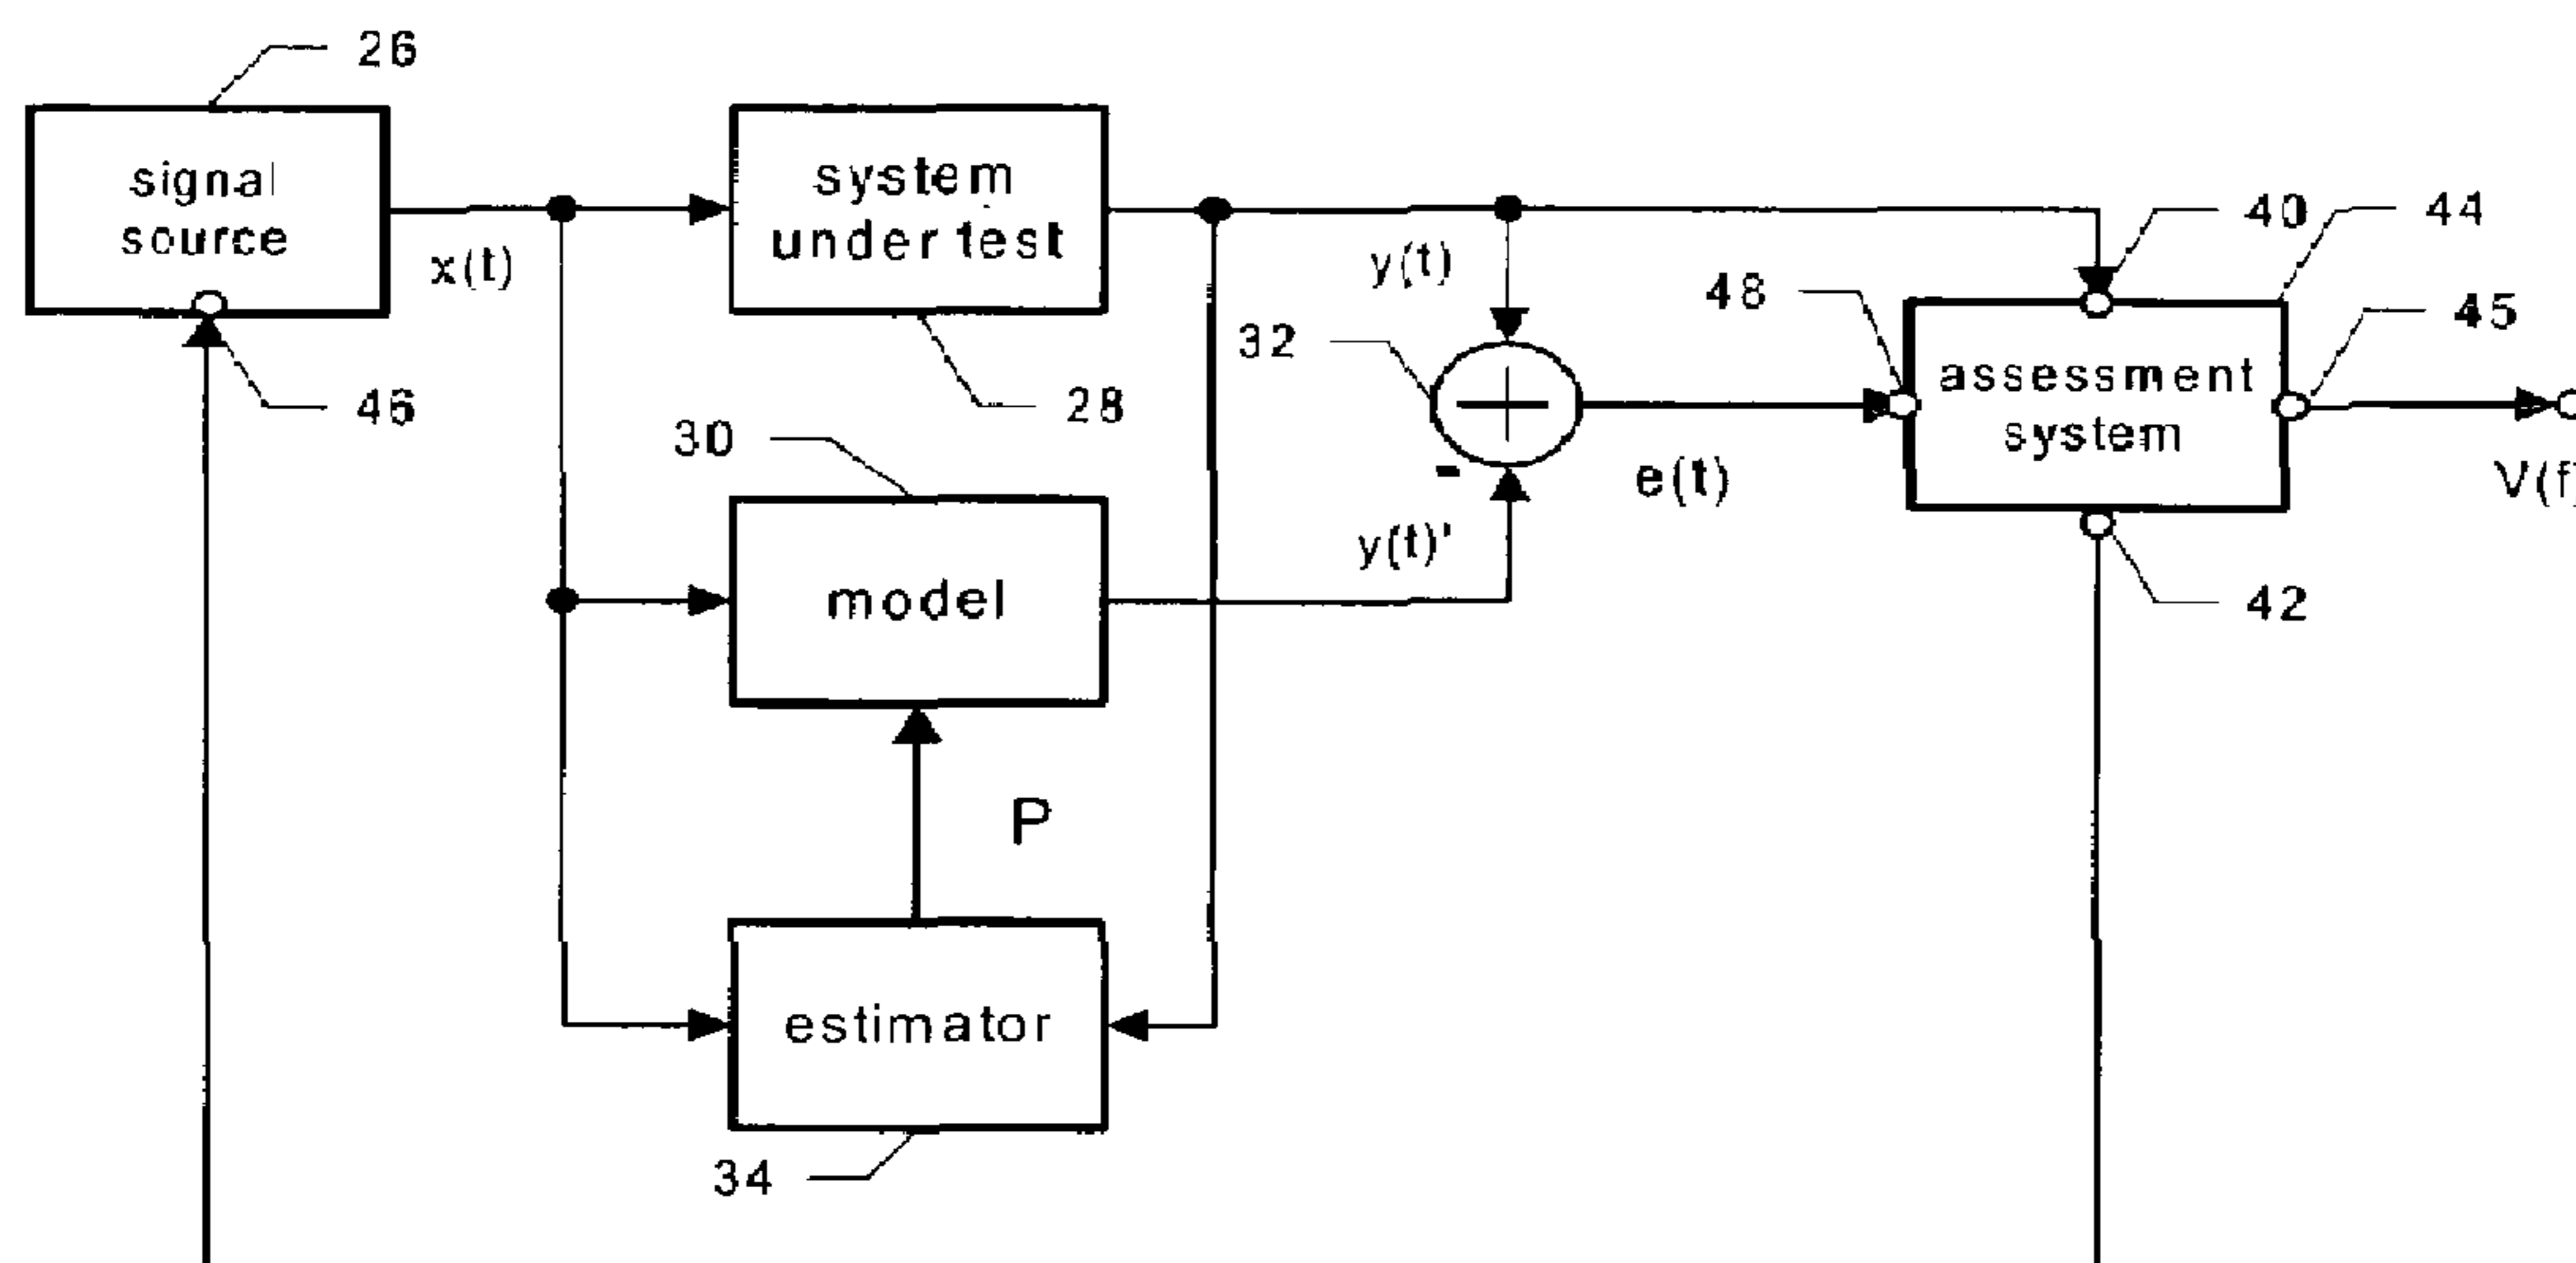 26
signal
source
x(t)
46
system
under test
28
30
model
P
estimator
34
y(t)
32
y(t)'
e(t)
48
40
44
45
assessment
system
42
V(f)